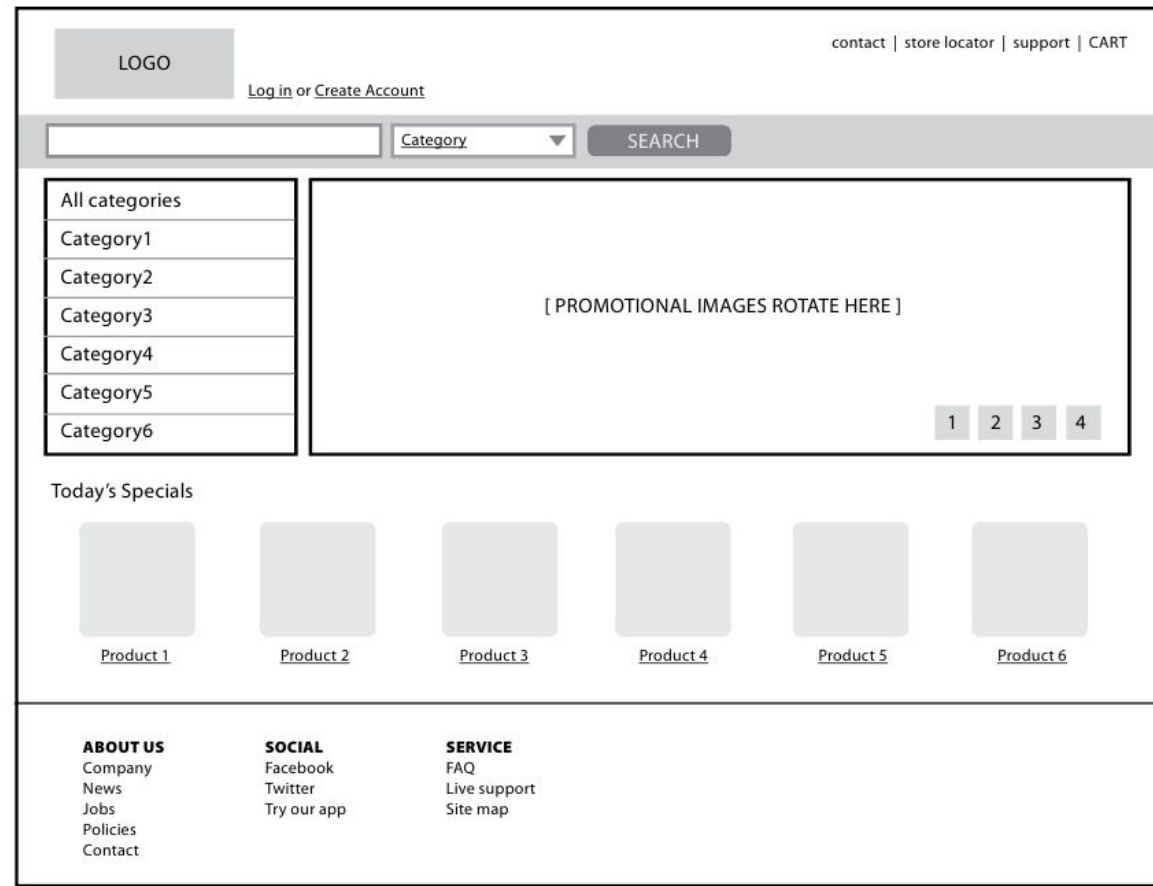 LOGO
contact | store locator | support | CART
Log in or Create Account
Category
SEARCH
All categories
Category1
Category2
Category3
Category4
Category5
Category6
[ PROMOTIONAL IMAGES ROTATE HERE ]
1 2 3 4
Today’s Specials
Product 1 Product 2 Product 3 Product 4 Product 5 Product 6
ABOUT US
Company
News
Jobs
Policies
Contact
SOCIAL
Facebook
Twitter
Try our app
SERVICE
FAQ
Live support
Site map